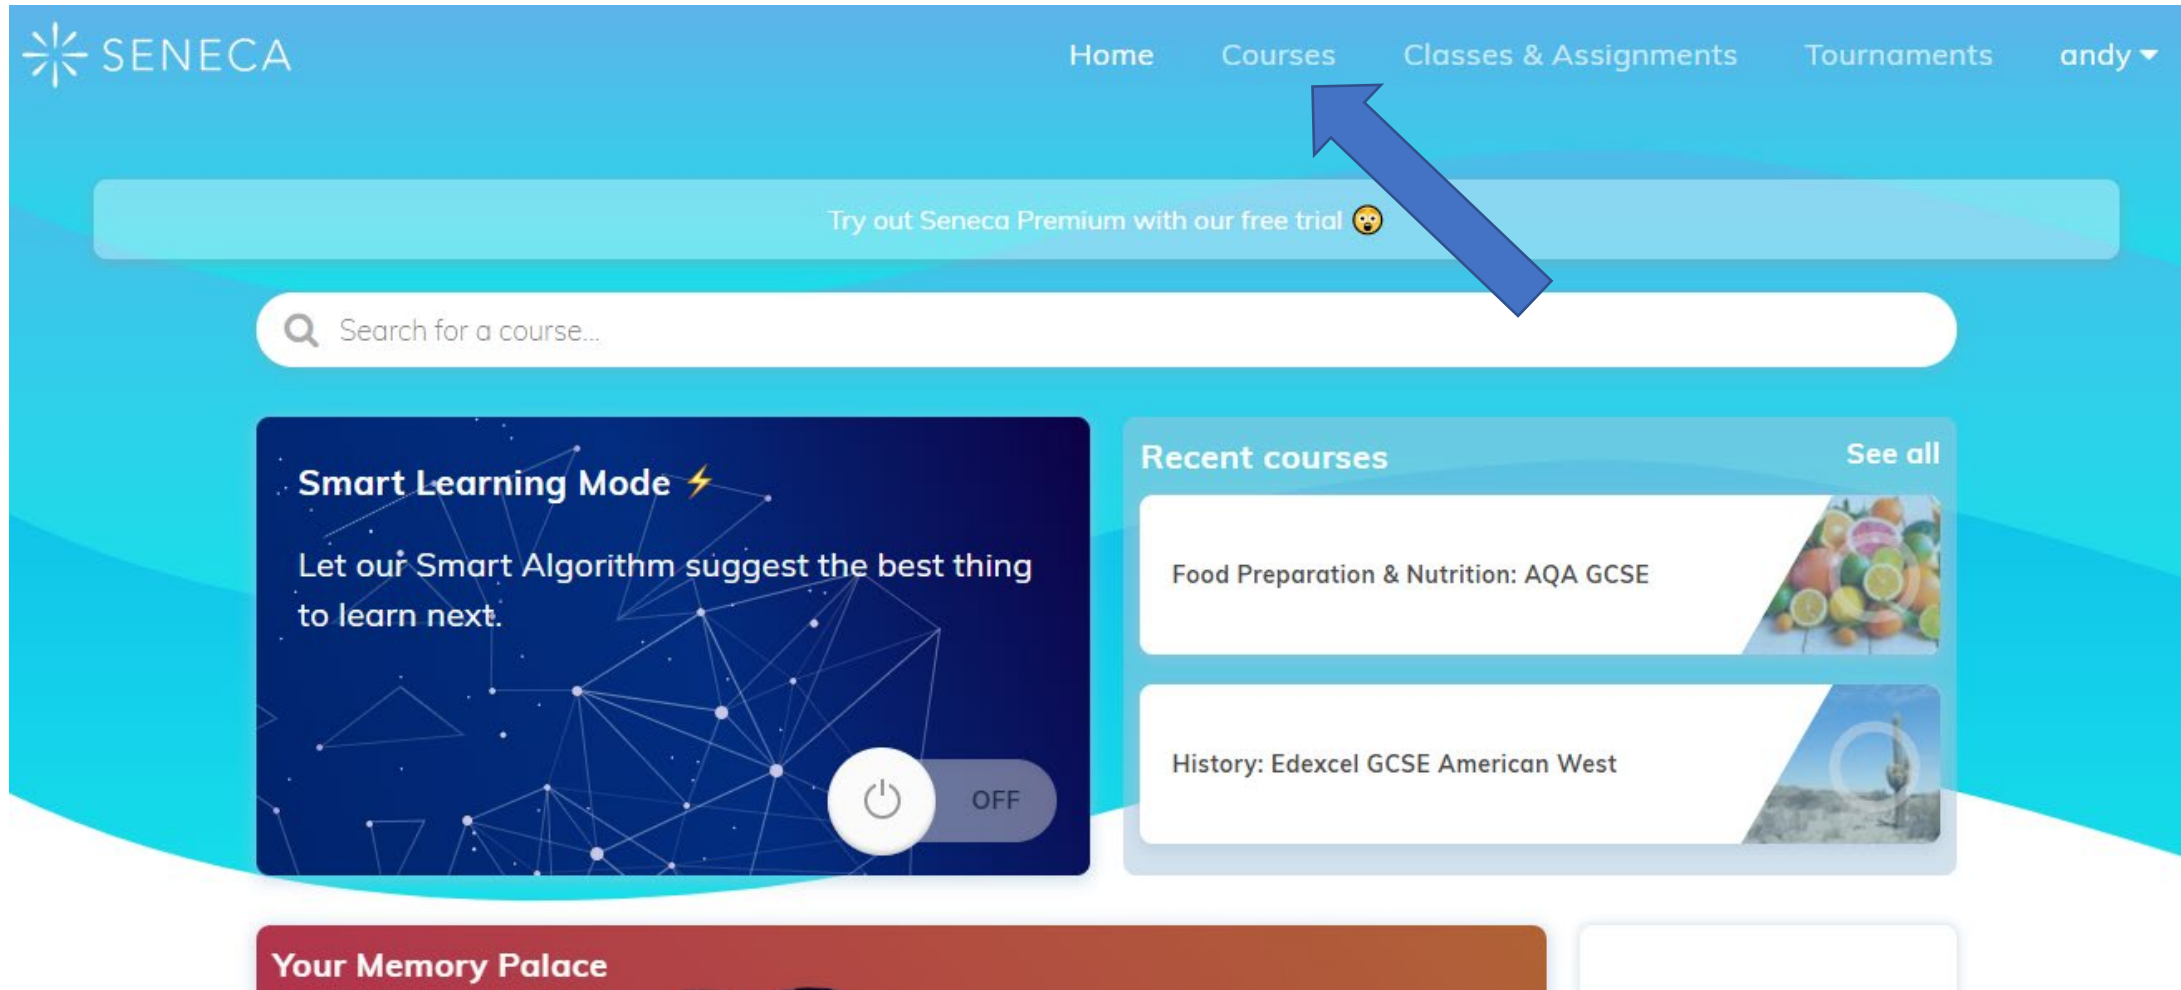 SENECA
Home Courses Classes & Assignments Tournaments andy
Try out Seneca Premium with our free trial 😲
Search for a course...
Smart Learning Mode ⚡
Let our Smart Algorithm suggest the best thing
to learn next.
OFF
Recent courses See all
Food Preparation & Nutrition: AQA GCSE
History: Edexcel GCSE American West
Your Memory Palace